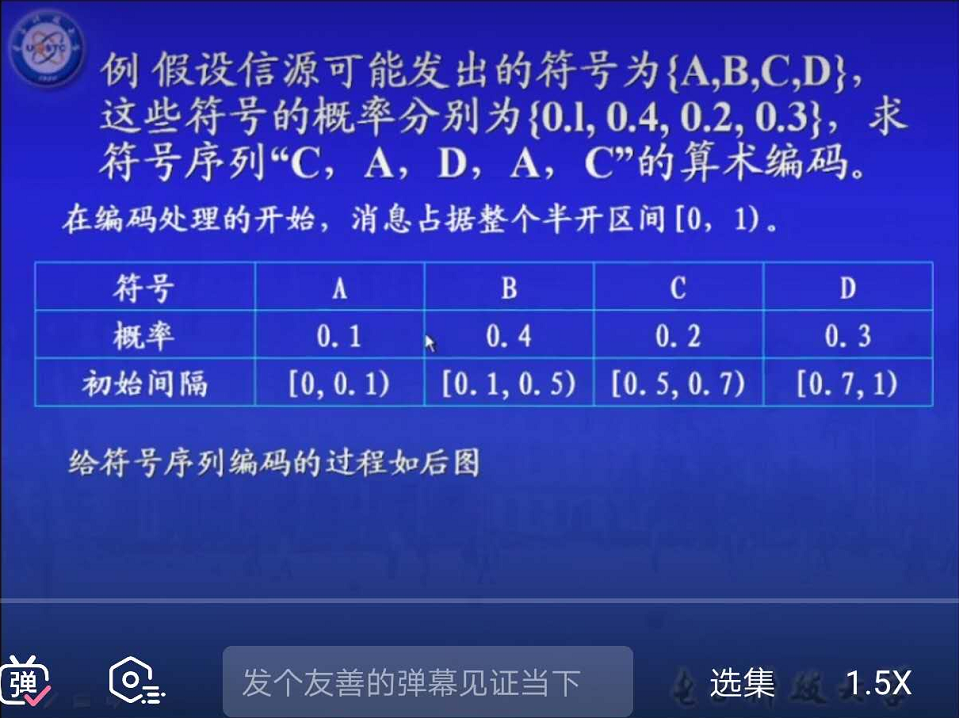 例 假设信源可能发出的符号为{A,B,C,D}，
这些符号的概率分别为{0.l, 0.4, 0.2, 0.3}，求
符号序列“C，A，D，A，C”的算术编码。
在编码处理的开始，消息占据整个半开区间[0，1)。
符号 A B C D
概率 0.1 0.4 0.2 0.3
初始间隔 [0,0.1) [0.1,0.5) [0.5,0.7) [0.7,1)
给符号序列编码的过程如后图
弹 发个友善的弹幕见证当下 选集 1.5X